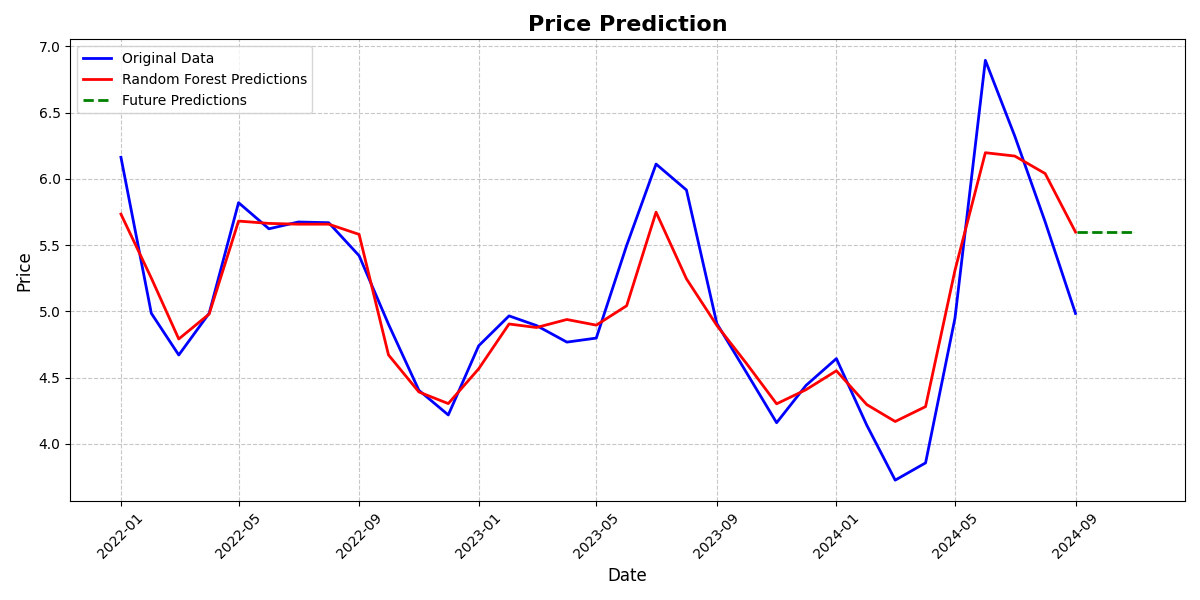 Price Prediction
Original Data
Random Forest Predictions
Future Predictions
Price
7.0
6.5
6.0
5.5
5.0
4.5
4.0
2022-01
2022-05
2022-09
2023-01
2023-05
2023-09
2024-01
2024-05
2024-09
Date